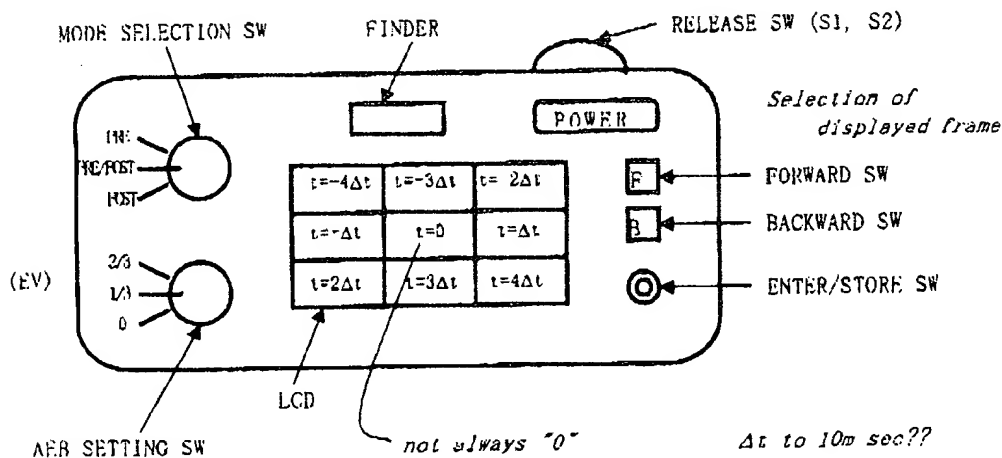 MODE SELECTION SW
FINDER
RELEASE SW (S1, S2)
Selection of
displayed frame
POWER
PRE
PRE/POST
POST
t=-4Δt t=-3Δt t= 2Δt
t=-Δt t=0 t=Δt
t=2Δt t=3Δt t=4Δt
F
FORWARD SW
B
BACKWARD SW
(EV)
2/3
1/3
0
ENTER/STORE SW
LCD
AEB SETTING SW
not always "0"
Δt to 10m sec??